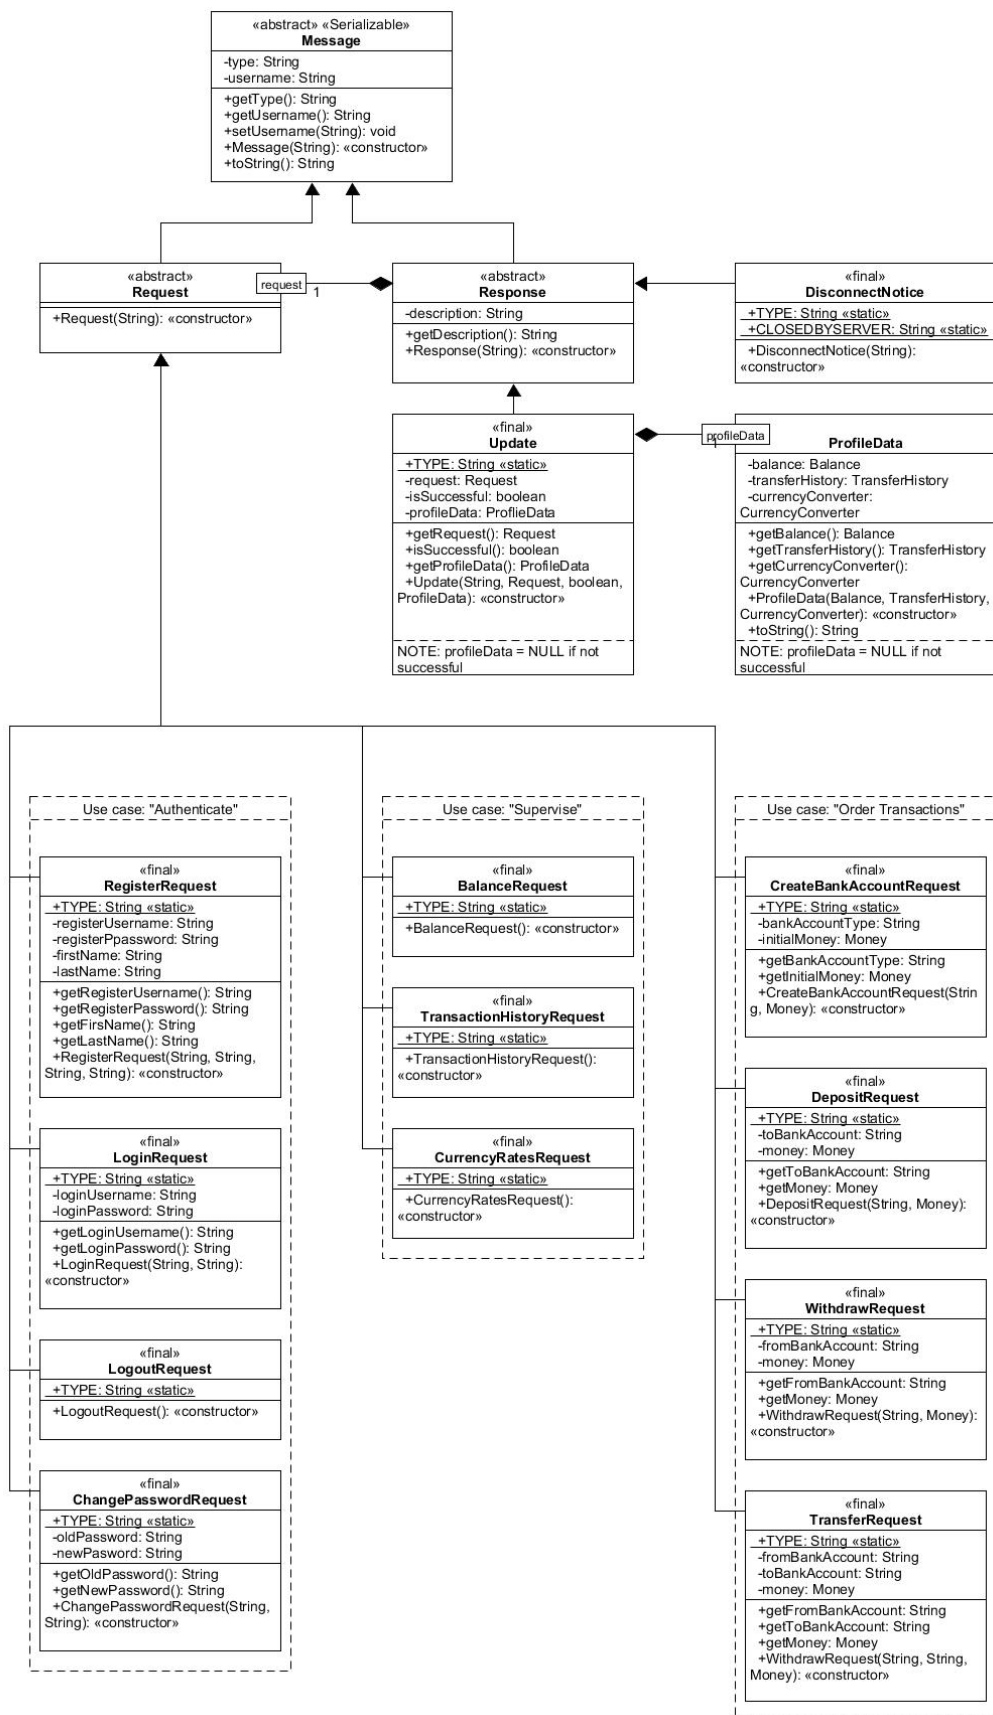 «abstract» «Serializable»
Message
-type: String
-username: String
+getType(): String
+getUsername(): String
+setUsername(String): void
+Message(String): «constructor»
+toString(): String
«abstract»
Request
+Request(String): «constructor»
request
1
«abstract»
Response
-description: String
+getDescription(): String
+Response(String): «constructor»
«final»
DisconnectNotice
+TYPE: String «static»
+CLOSEDBYSERVER: String «static»
+DisconnectNotice(String):
«constructor»
«final»
Update
+TYPE: String «static»
-request: Request
-isSuccessful: boolean
-profileData: ProflieData
+getRequest(): Request
+isSuccessful(): boolean
+getProfileData(): ProfileData
+Update(String, Request, boolean,
ProfileData): «constructor»
NOTE: profileData = NULL if not
successful
profileData
1
ProfileData
-balance: Balance
-transferHistory: TransferHistory
-currencyConverter:
CurrencyConverter
+getBalance(): Balance
+getTransferHistory(): TransferHistory
+getCurrencyConverter():
CurrencyConverter
+ProfileData(Balance, TransferHistory,
CurrencyConverter): «constructor»
+toString(): String
NOTE: profileData = NULL if not
successful
Use case: "Authenticate"
«final»
RegisterRequest
+TYPE: String «static»
-registerUsername: String
-registerPpassword: String
-firstName: String
-lastName: String
+getRegisterUsername(): String
+getRegisterPassword(): String
+getFirsName(): String
+getLastName(): String
+RegisterRequest(String, String,
String, String): «constructor»
«final»
LoginRequest
+TYPE: String «static»
-loginUsername: String
-loginPassword: String
+getLoginUsername(): String
+getLoginPassword(): String
+LoginRequest(String, String):
«constructor»
«final»
LogoutRequest
+TYPE: String «static»
+LogoutRequest(): «constructor»
«final»
ChangePasswordRequest
+TYPE: String «static»
-oldPassword: String
-newPasword: String
+getOldPassword(): String
+getNewPassword(): String
+ChangePasswordRequest(String,
String): «constructor»
Use case: "Supervise"
«final»
BalanceRequest
+TYPE: String «static»
+BalanceRequest(): «constructor»
«final»
TransactionHistoryRequest
+TYPE: String «static»
+TransactionHistoryRequest():
«constructor»
«final»
CurrencyRatesRequest
+TYPE: String «static»
+CurrencyRatesRequest():
«constructor»
Use case: "Order Transactions"
«final»
CreateBankAccountRequest
+TYPE: String «static»
-bankAccountType: String
-initialMoney: Money
+getBankAccountType: String
+getInitialMoney: Money
+CreateBankAccountRequest(Strin
g, Money): «constructor»
«final»
DepositRequest
+TYPE: String «static»
-toBankAccount: String
-money: Money
+getToBankAccount: String
+getMoney: Money
+DepositRequest(String, Money):
«constructor»
«final»
WithdrawRequest
+TYPE: String «static»
-fromBankAccount: String
-money: Money
+getFromBankAccount: String
+getMoney: Money
+WithdrawRequest(String, Money):
«constructor»
«final»
TransferRequest
+TYPE: String «static»
-fromBankAccount: String
-toBankAccount: String
-money: Money
+getFromBankAccount: String
+getToBankAccount: String
+getMoney: Money
+WithdrawRequest(String, String,
Money): «constructor»